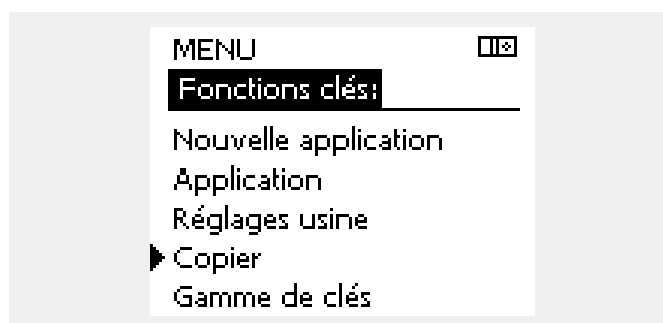 MENU
Fonctions clés:
Nouvelle application
Application
Réglages usine
Copier
Gamme de clés